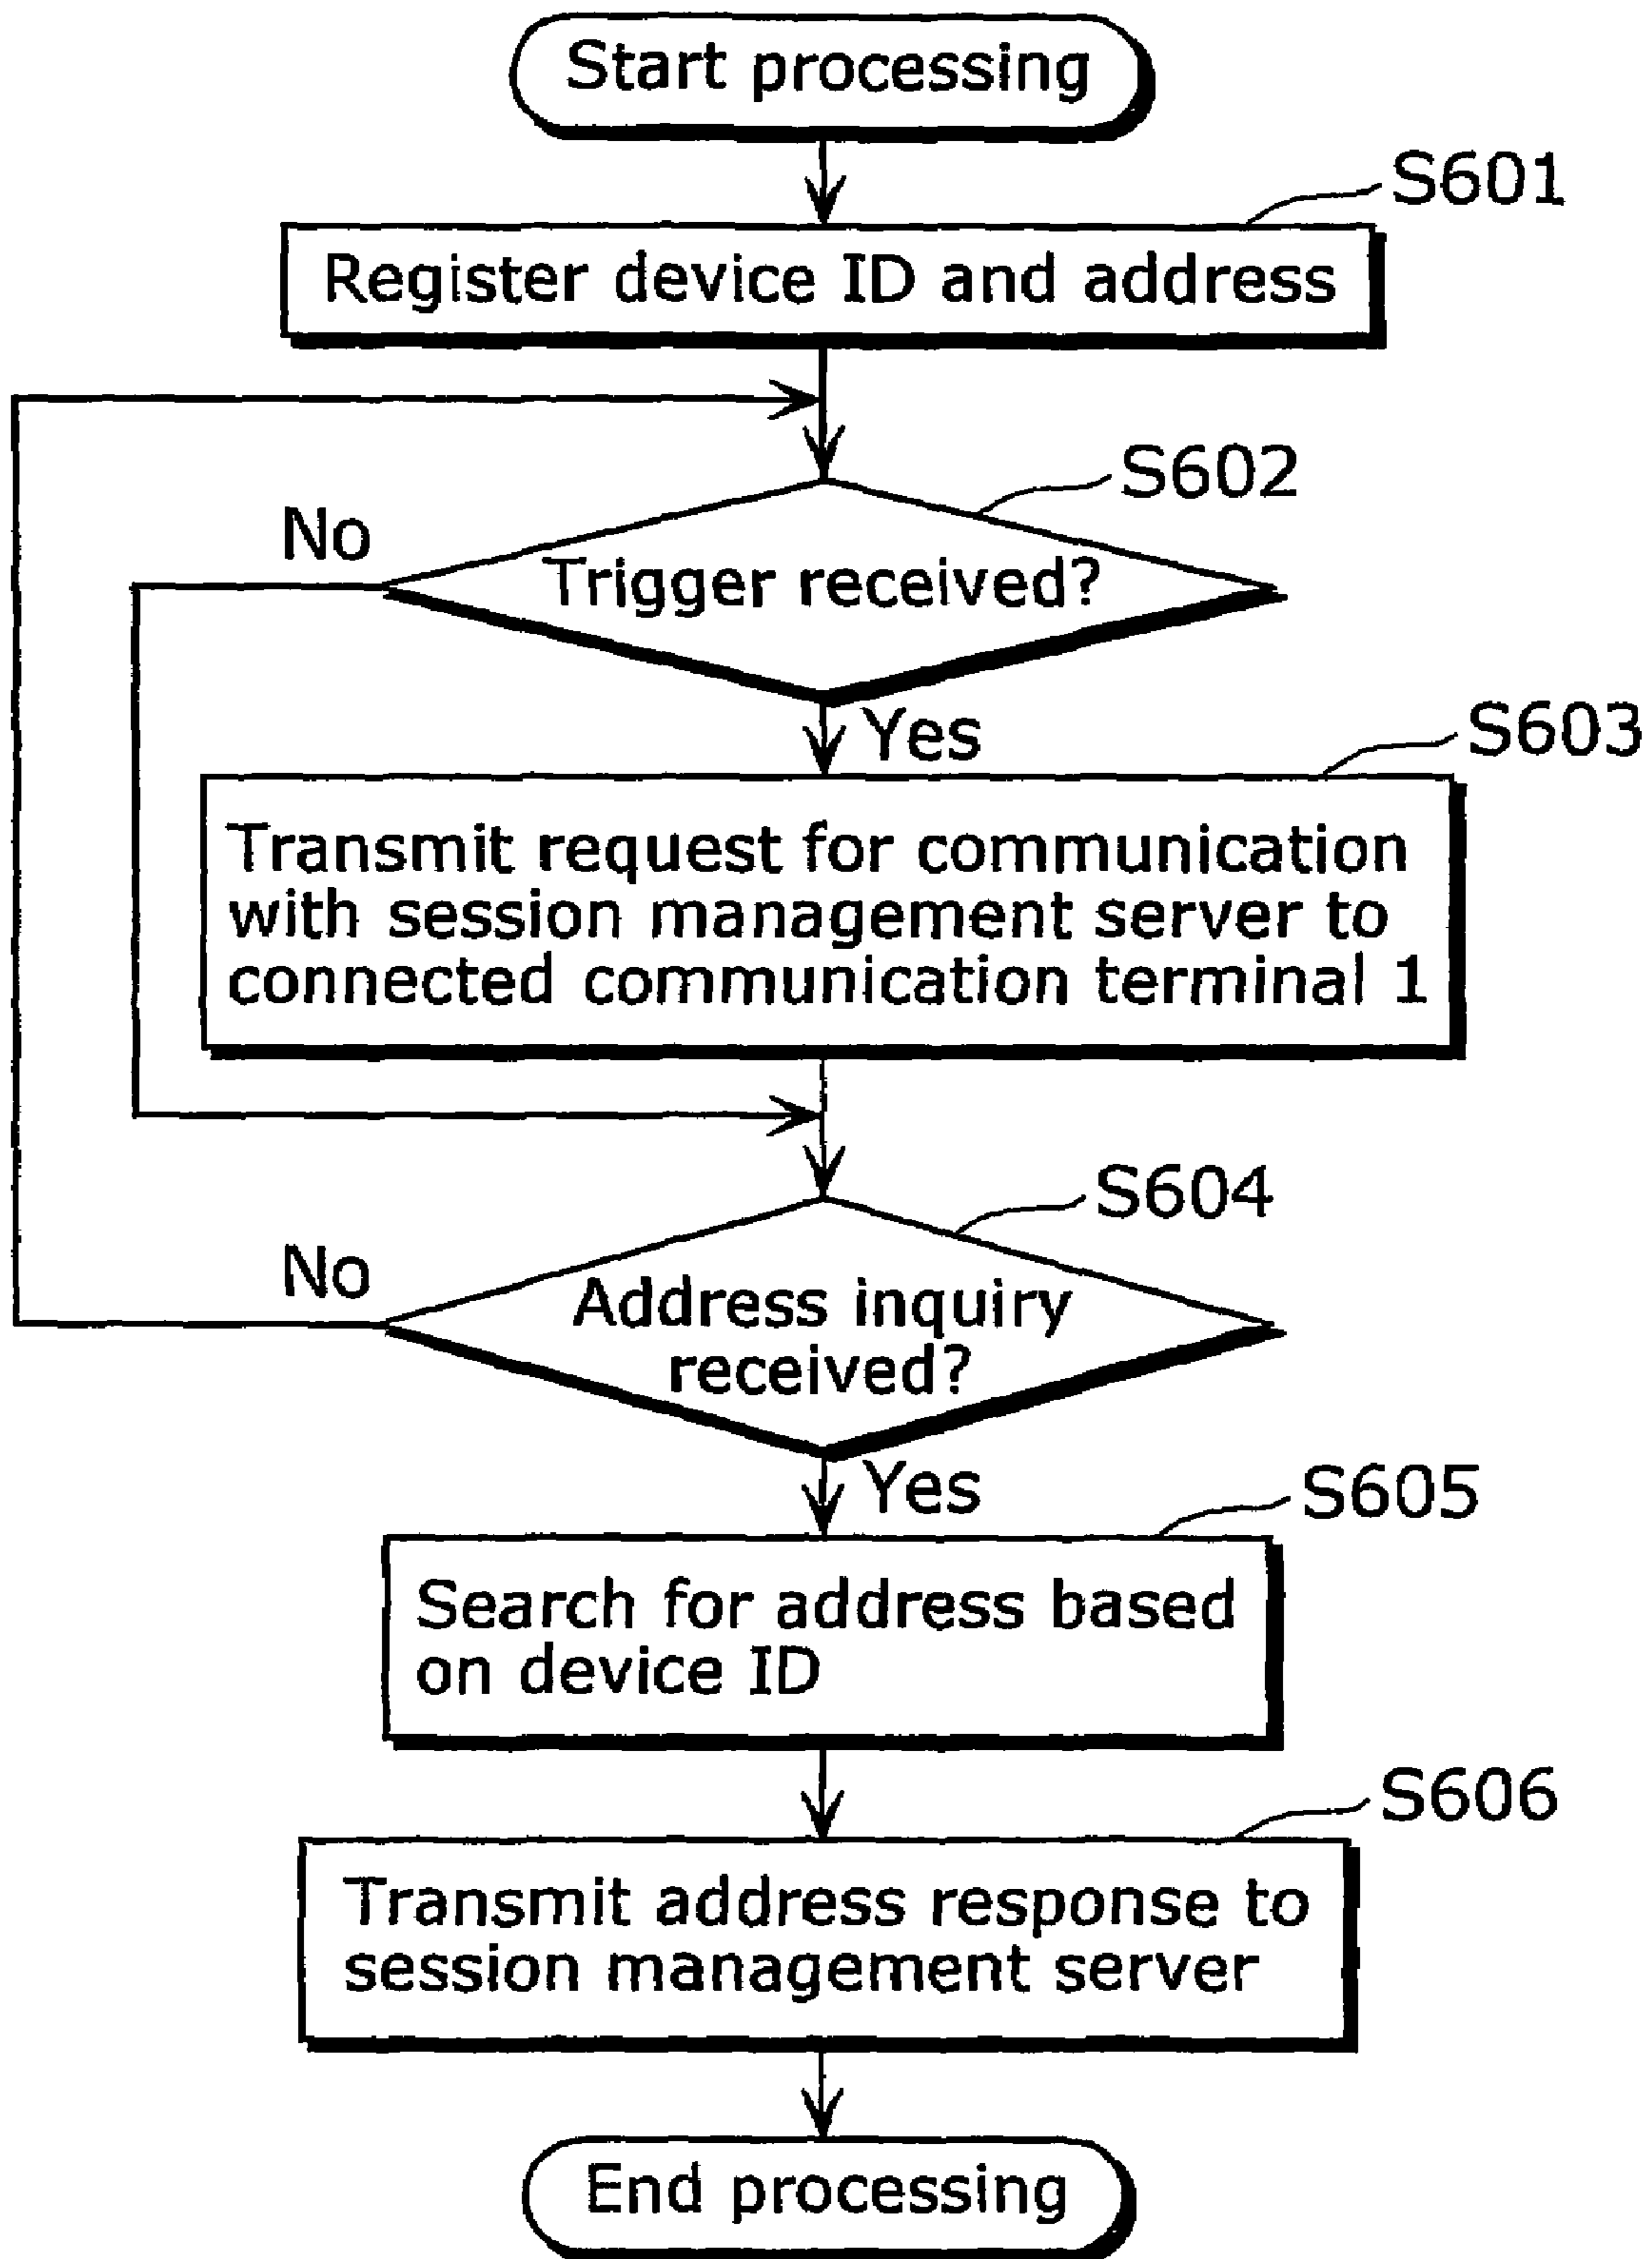 Start processing
S601
Register device ID and address
S602
No
Trigger received?
Yes
S603
Transmit request for communication
with session management server to
connected communication terminal 1
S604
No
Address inquiry
received?
Yes
S605
Search for address based
on device ID
S606
Transmit address response to
session management server
End processing